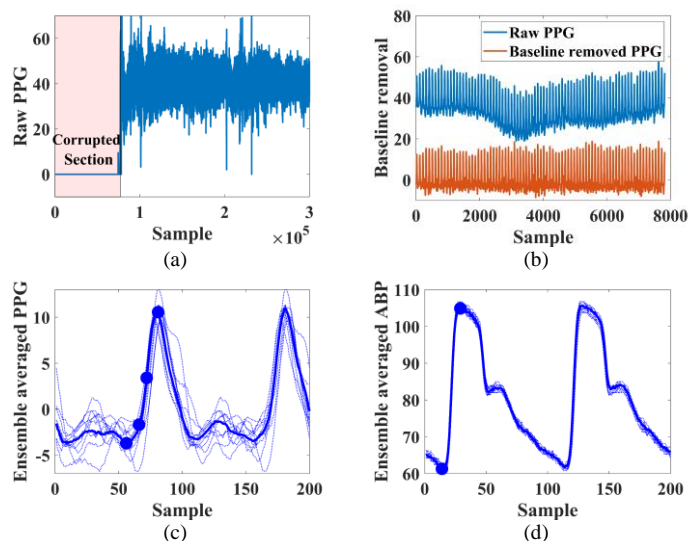 60
40
20
0
Raw PPG
Corrupted
Section
0
1
2
3
Sample
×10⁵
(a)
80
60
40
20
0
Baseline removal
Raw PPG
Baseline removed PPG
0
2000
4000
6000
8000
Sample
(b)
10
5
0
-5
Ensemble averaged PPG
0
50
100
150
200
Sample
(c)
110
100
90
80
70
60
Ensemble averaged ABP
0
50
100
150
200
Sample
(d)